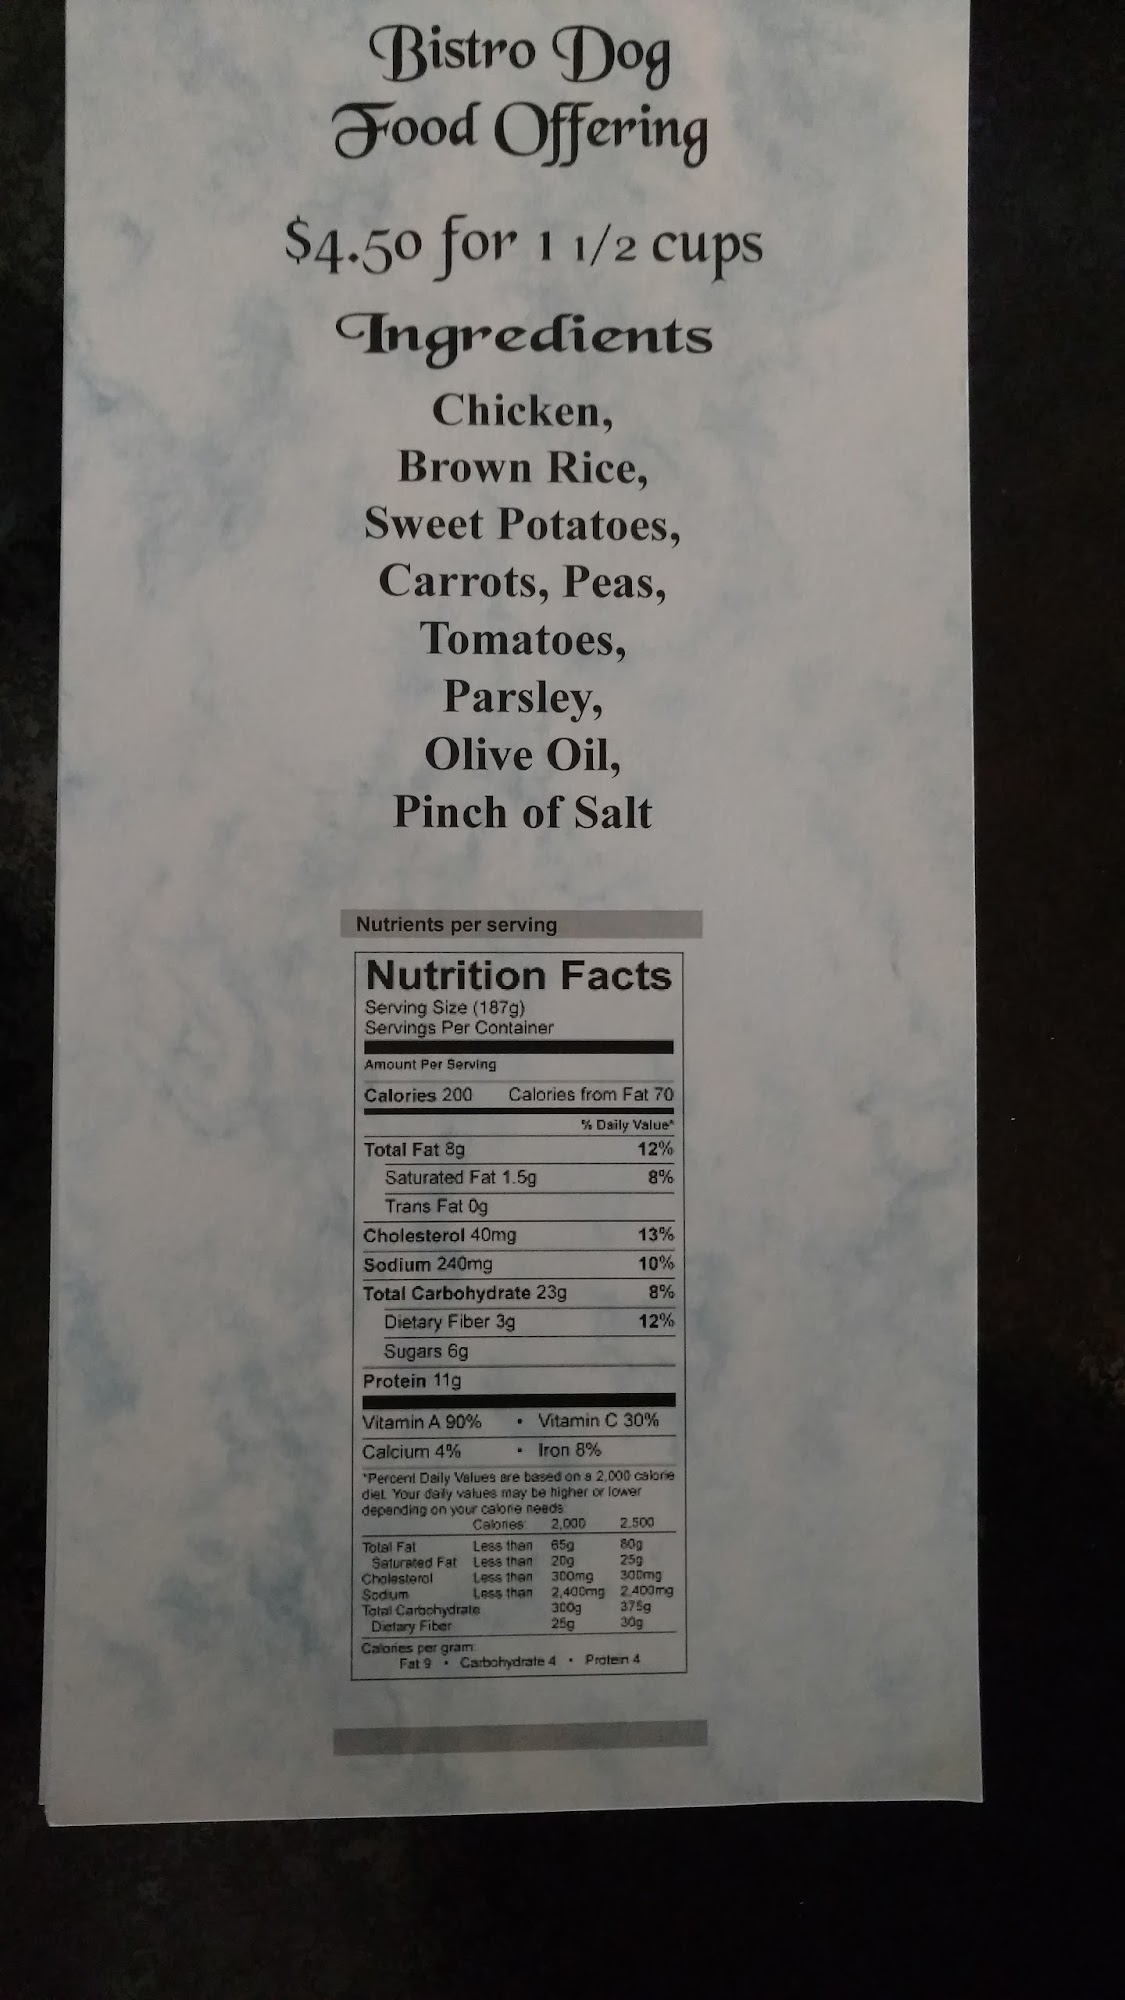 Bistro Dog
Food Offering
$4.50 for 1 1/2 cups
Ingredients
Chicken,
Brown Rice,
Sweet Potatoes,
Carrots, Peas,
Tomatoes,
Parsley,
Olive Oil,
Pinch of Salt
Nutrients per serving
Nutrition Facts
Serving Size (187g)
Servings Per Container
Amount Per Serving
Calories 200 Calories from Fat 70
% Daily Value*
Total Fat 8g 12%
Saturated Fat 1.5g 8%
Trans Fat 0g
Cholesterol 40mg 13%
Sodium 240mg 10%
Total Carbohydrate 23g 8%
Dietary Fiber 3g 12%
Sugars 6g
Protein 11g
Vitamin A 90% • Vitamin C 30%
Calcium 4% • Iron 8%
*Percent Daily Values are based on a 2,000 calorie
diet. Your daily values may be higher or lower
depending on your calorie needs:
Calories: 2,000 2,500
Total Fat Less than 65g 80g
Saturated Fat Less than 20g 25g
Cholesterol Less than 300mg 300mg
Sodium Less than 2,400mg 2,400mg
Total Carbohydrate 300g 375g
Dietary Fiber 25g 30g
Calories per gram:
Fat 9 • Carbohydrate 4 • Protein 4